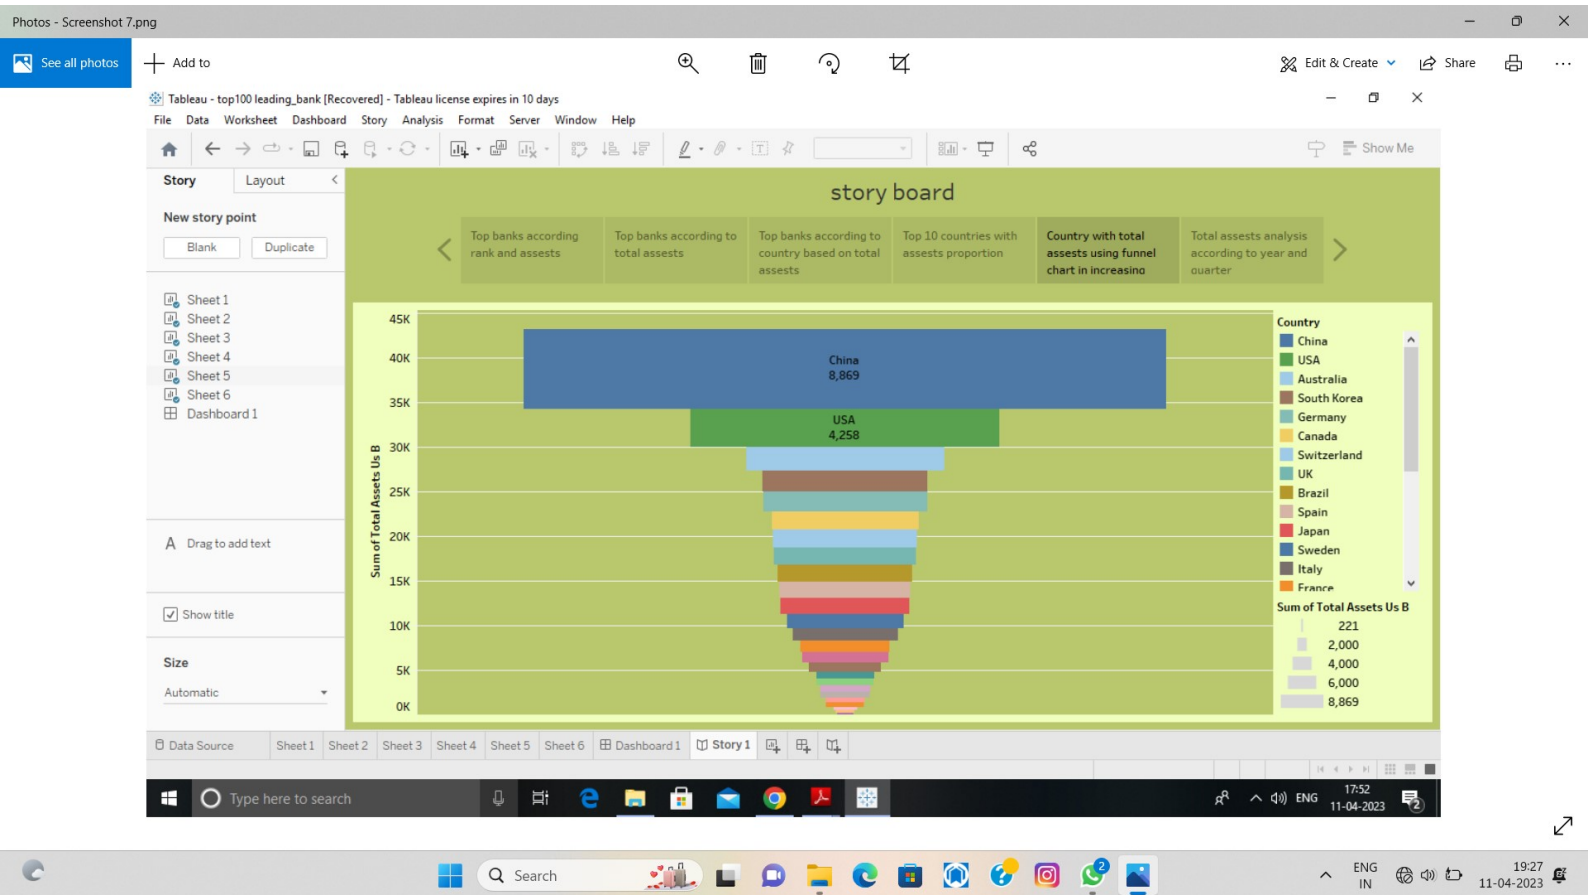 Photos - Screenshot 7.png
See all photos
Add to
Edit & Create
Share
Tableau - top100 leading_bank [Recovered] - Tableau license expires in 10 days
File Data Worksheet Dashboard Story Analysis Format Server Window Help
Show Me
Story
Layout
New story point
Blank
Duplicate
Sheet 1
Sheet 2
Sheet 3
Sheet 4
Sheet 5
Sheet 6
Dashboard 1
A Drag to add text
Show title
Size
Automatic
story board
Top banks according
rank and assests
Top banks according to
total assests
Top banks according to
country based on total
assests
Top 10 countries with
assests proportion
Country with total
assests using funnel
chart in increasing
Total assests analysis
according to year and
quarter
Sum of Total Assets Us B
45K
40K
35K
30K
25K
20K
15K
10K
5K
0K
China
8,869
USA
4,258
Country
China
USA
Australia
South Korea
Germany
Canada
Switzerland
UK
Brazil
Spain
Japan
Sweden
Italy
France
Sum of Total Assets Us B
221
2,000
4,000
6,000
8,869
Data Source Sheet 1 Sheet 2 Sheet 3 Sheet 4 Sheet 5 Sheet 6 Dashboard 1 Story 1
Type here to search
ENG
17:52
11-04-2023
2
Search
2
ENG
IN
19:27
11-04-2023